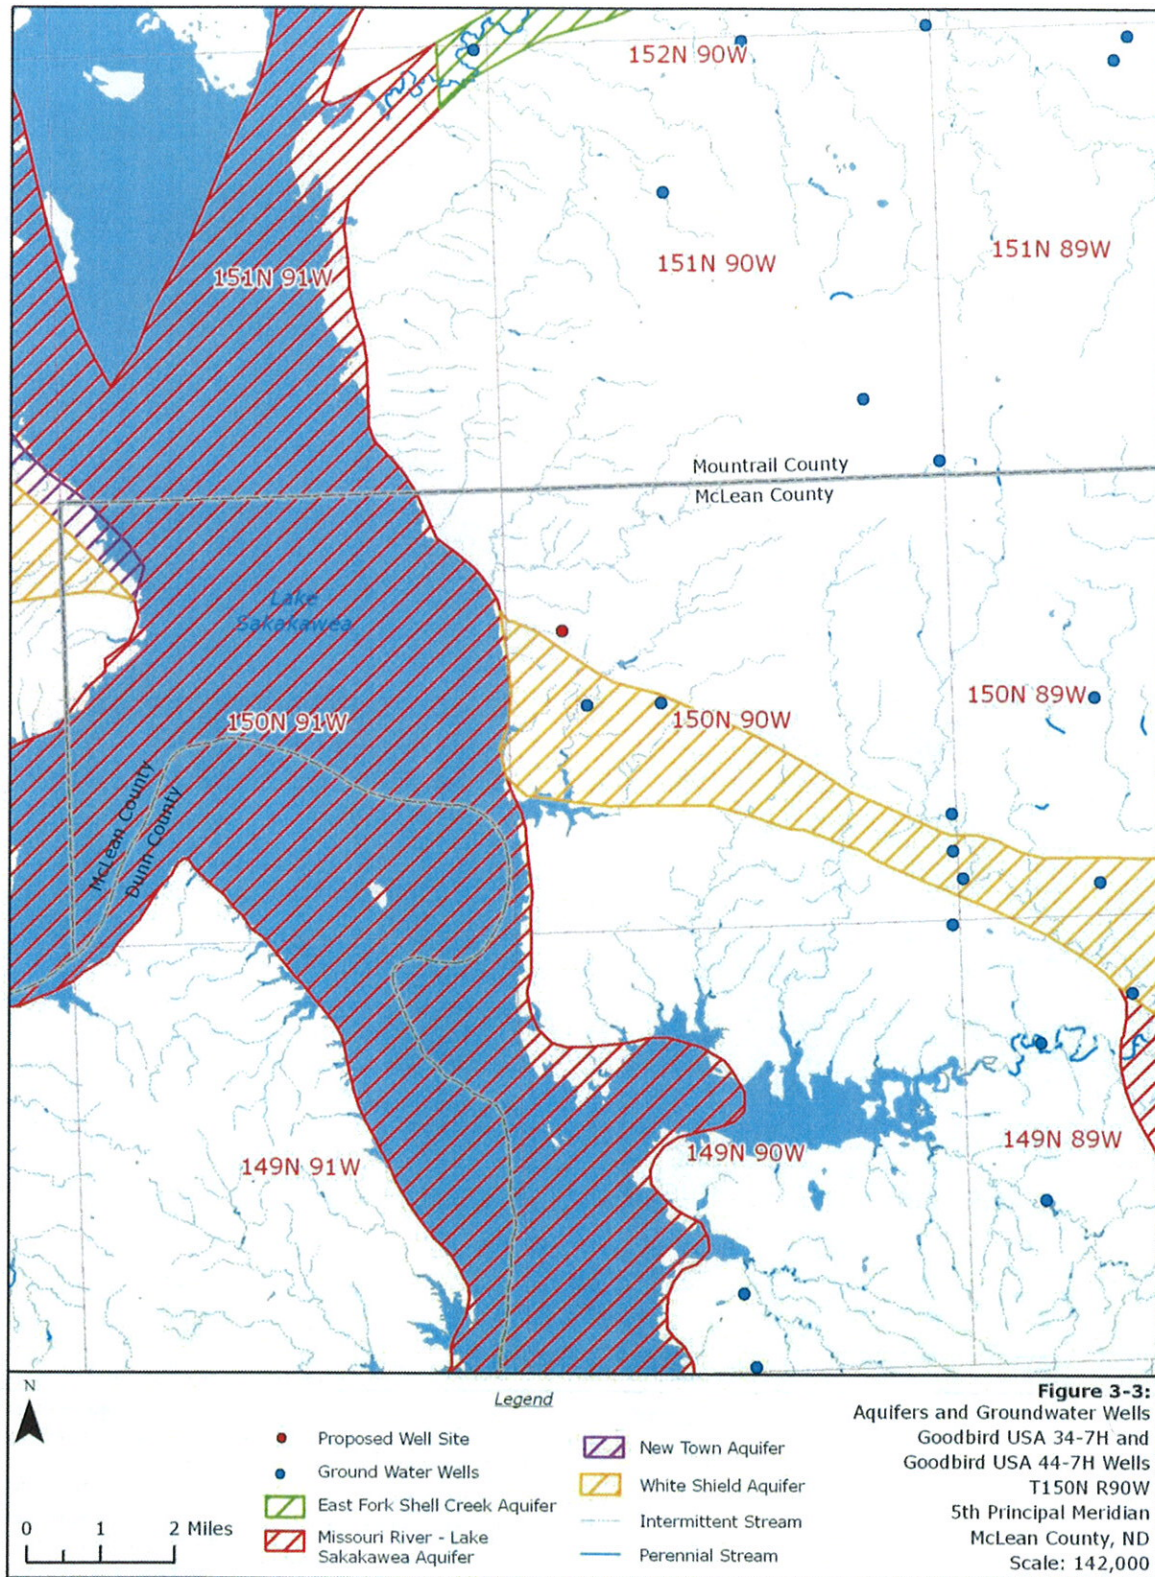 152N 90W
151N 91W
151N 90W
151N 89W
Mountrail County
McLean County
Lake
Sakakawea
150N 91W
150N 90W
150N 89W
McLean County
Dunn County
149N 91W
149N 90W
149N 89W
N
0 1 2 Miles
Legend
Proposed Well Site
Ground Water Wells
East Fork Shell Creek Aquifer
Missouri River - Lake
Sakakawea Aquifer
New Town Aquifer
White Shield Aquifer
Intermittent Stream
Perennial Stream
Figure 3-3:
Aquifers and Groundwater Wells
Goodbird USA 34-7H and
Goodbird USA 44-7H Wells
T150N R90W
5th Principal Meridian
McLean County, ND
Scale: 142,000